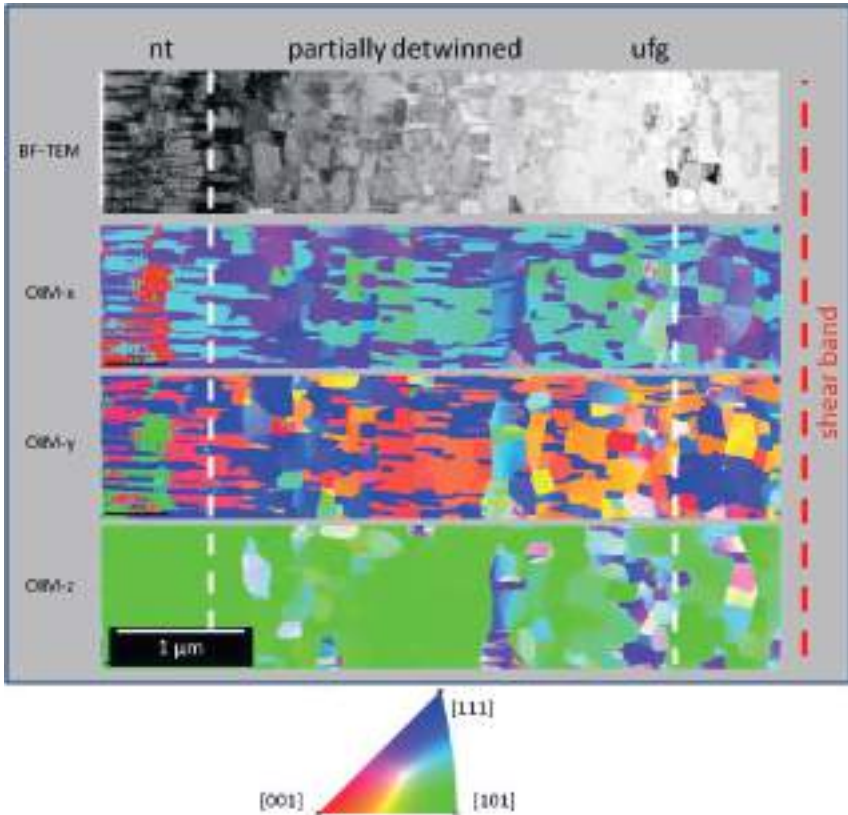 nt partially detwinned ufg
BF-TEM
OIM-x
OIM-y
OIM-z
1 µm
shear band
[111]
[001] [101]